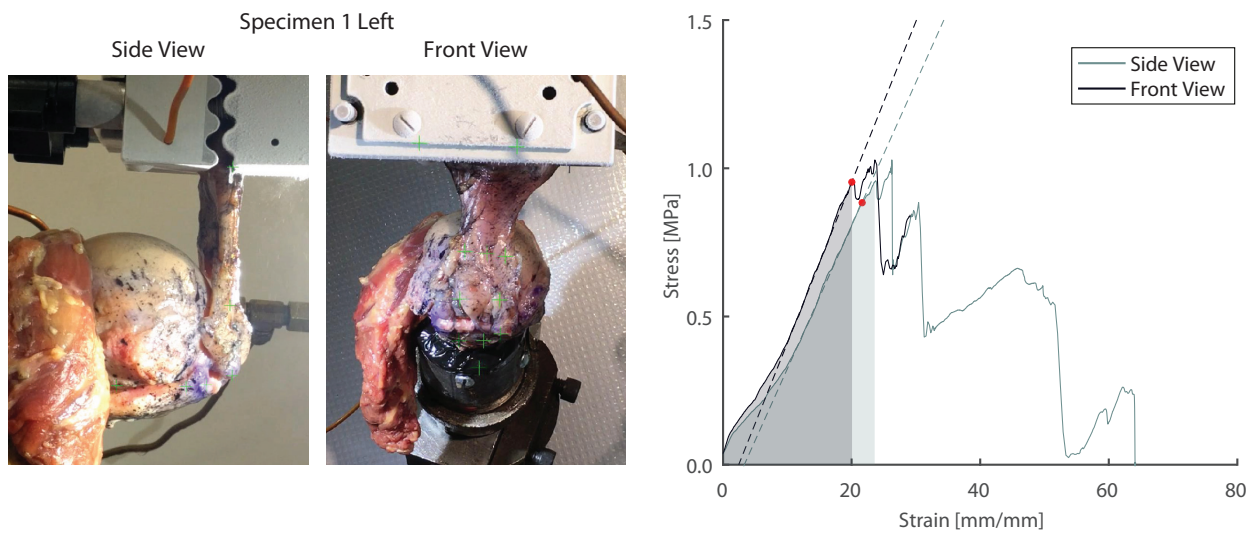 Specimen 1 Left
Side View
Front View
Side View
Front View
Stress [MPa]
1.5
1.0
0.5
0.0
0
20
40
60
80
Strain [mm/mm]